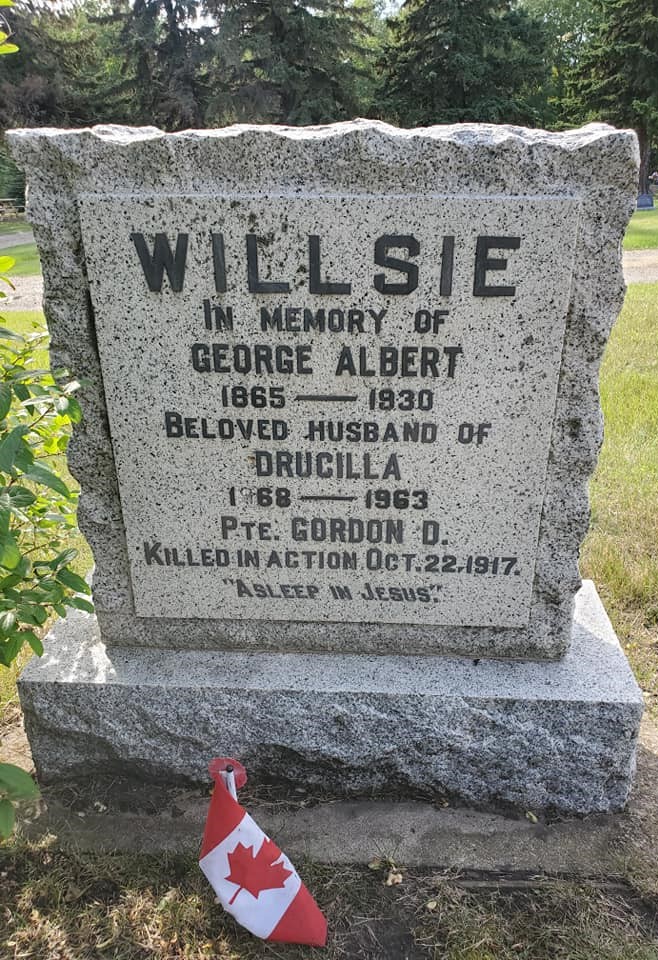 WILLSIE
IN MEMORY OF
GEORGE ALBERT
1865 — 1930
BELOVED HUSBAND OF
DRUCILLA
1868 — 1963
PTE. GORDON D.
KILLED IN ACTION OCT. 22. 1917.
"ASLEEP IN JESUS."